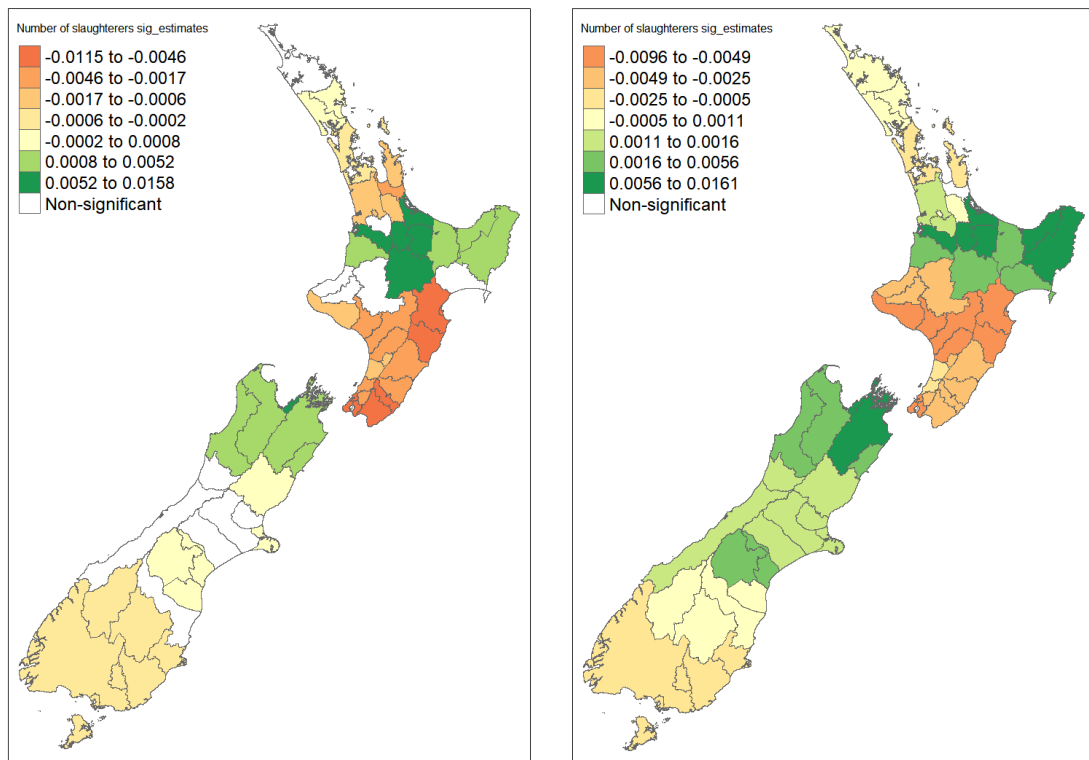 Number of slaughterers sig_estimates
-0.0115 to -0.0046
-0.0046 to -0.0017
-0.0017 to -0.0006
-0.0006 to -0.0002
-0.0002 to 0.0008
0.0008 to 0.0052
0.0052 to 0.0158
Non-significant
Number of slaughterers sig_estimates
-0.0096 to -0.0049
-0.0049 to -0.0025
-0.0025 to -0.0005
-0.0005 to 0.0011
0.0011 to 0.0016
0.0016 to 0.0056
0.0056 to 0.0161
Non-significant